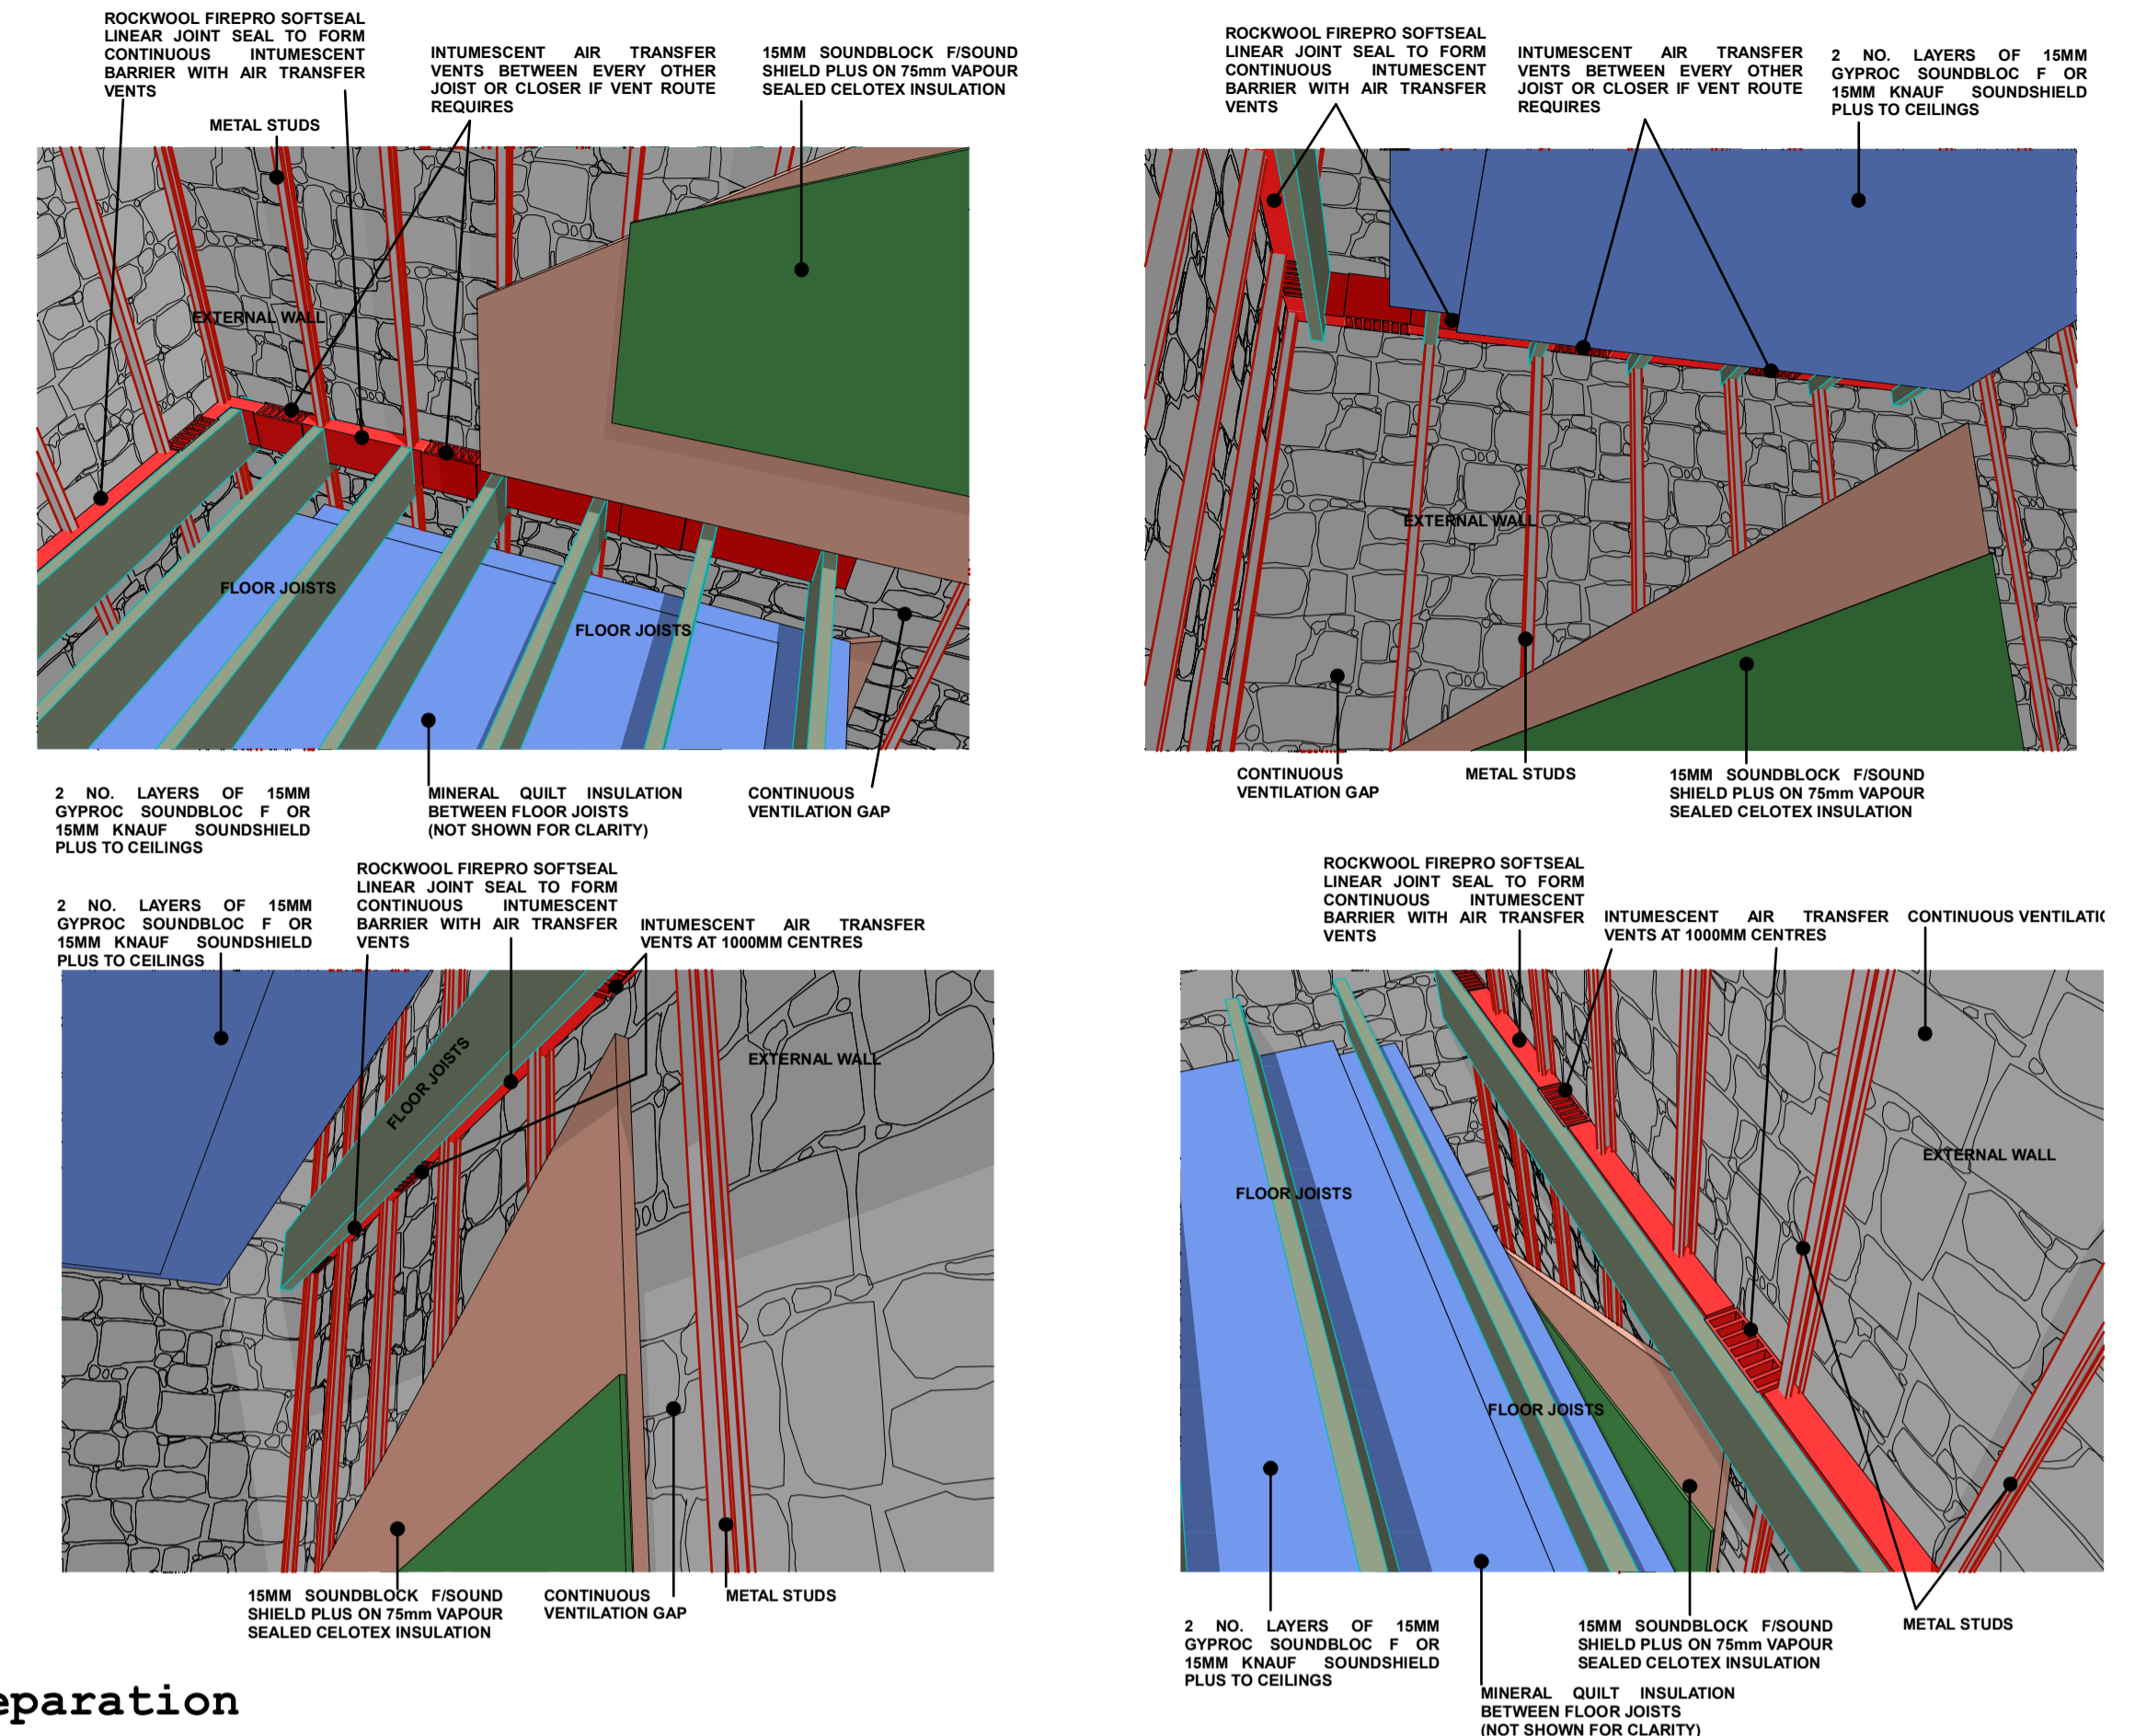 ROCKWOOL FIREPRO SOFTSEAL
LINEAR JOINT SEAL TO FORM
CONTINUOUS INTUMESCENT
BARRIER WITH AIR TRANSFER
VENTS
METAL STUDS
INTUMESCENT AIR TRANSFER
VENTS BETWEEN EVERY OTHER
JOIST OR CLOSER IF VENT ROUTE
REQUIRES
15MM SOUNDBLOCK F/SOUND
SHIELD PLUS ON 75mm VAPOUR
SEALED CELOTEX INSULATION
EXTERNAL WALL
FLOOR JOISTS
FLOOR JOISTS
2 NO. LAYERS OF 15MM
GYPROC SOUNDBLOC F OR
15MM KNAUF SOUNDSHIELD
PLUS TO CEILINGS
MINERAL QUILT INSULATION
BETWEEN FLOOR JOISTS
(NOT SHOWN FOR CLARITY)
CONTINUOUS
VENTILATION GAP
ROCKWOOL FIREPRO SOFTSEAL
LINEAR JOINT SEAL TO FORM
CONTINUOUS INTUMESCENT
BARRIER WITH AIR TRANSFER
VENTS
INTUMESCENT AIR TRANSFER
VENTS BETWEEN EVERY OTHER
JOIST OR CLOSER IF VENT ROUTE
REQUIRES
2 NO. LAYERS OF 15MM
GYPROC SOUNDBLOC F OR
15MM KNAUF SOUNDSHIELD
PLUS TO CEILINGS
EXTERNAL WALL
CONTINUOUS
VENTILATION GAP
METAL STUDS
15MM SOUNDBLOCK F/SOUND
SHIELD PLUS ON 75mm VAPOUR
SEALED CELOTEX INSULATION
2 NO. LAYERS OF 15MM
GYPROC SOUNDBLOC F OR
15MM KNAUF SOUNDSHIELD
PLUS TO CEILINGS
ROCKWOOL FIREPRO SOFTSEAL
LINEAR JOINT SEAL TO FORM
CONTINUOUS INTUMESCENT
BARRIER WITH AIR TRANSFER
VENTS
INTUMESCENT AIR TRANSFER
VENTS AT 1000MM CENTRES
FLOOR JOISTS
EXTERNAL WALL
15MM SOUNDBLOCK F/SOUND
SHIELD PLUS ON 75mm VAPOUR
SEALED CELOTEX INSULATION
CONTINUOUS
VENTILATION GAP
METAL STUDS
ROCKWOOL FIREPRO SOFTSEAL
LINEAR JOINT SEAL TO FORM
CONTINUOUS INTUMESCENT
BARRIER WITH AIR TRANSFER
VENTS
INTUMESCENT AIR TRANSFER
VENTS AT 1000MM CENTRES
CONTINUOUS VENTILATIC
EXTERNAL WALL
FLOOR JOISTS
FLOOR JOISTS
2 NO. LAYERS OF 15MM
GYPROC SOUNDBLOC F OR
15MM KNAUF SOUNDSHIELD
PLUS TO CEILINGS
15MM SOUNDBLOCK F/SOUND
SHIELD PLUS ON 75mm VAPOUR
SEALED CELOTEX INSULATION
METAL STUDS
MINERAL QUILT INSULATION
BETWEEN FLOOR JOISTS
(NOT SHOWN FOR CLARITY)
eparation